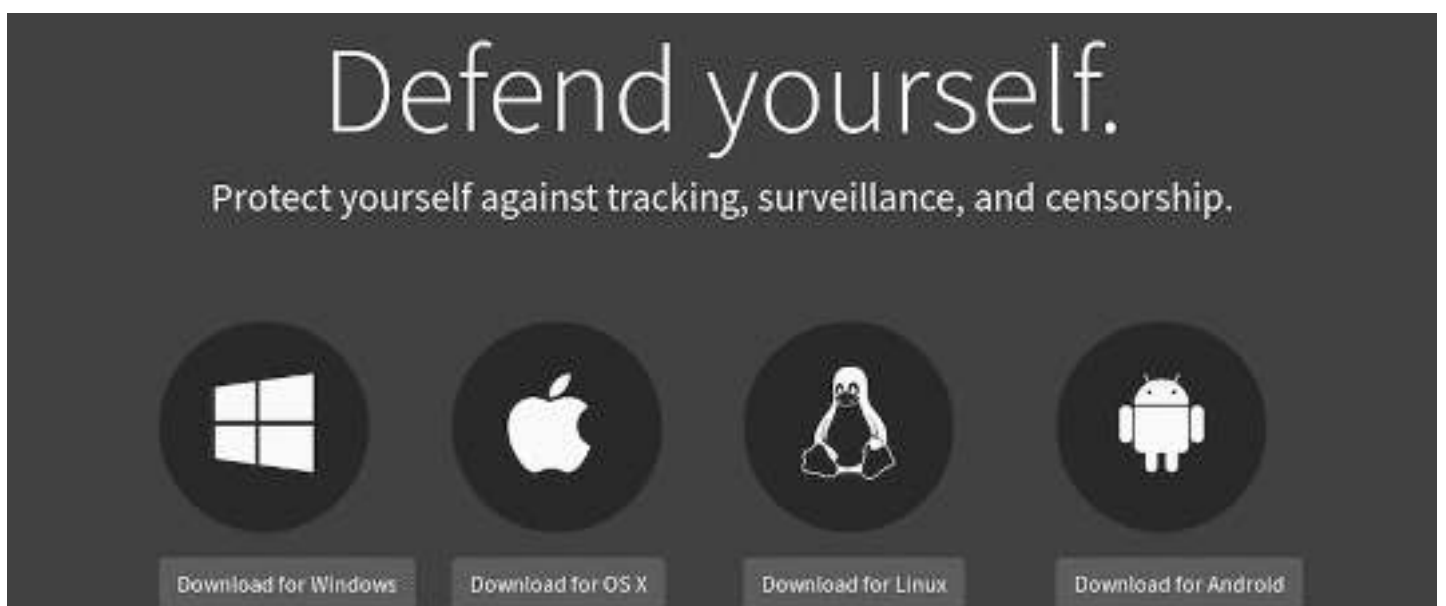 Defend yourself.
Protect yourself against tracking, surveillance, and censorship.
Download for Windows
Download for OS X
Download for Linux
Download for Android